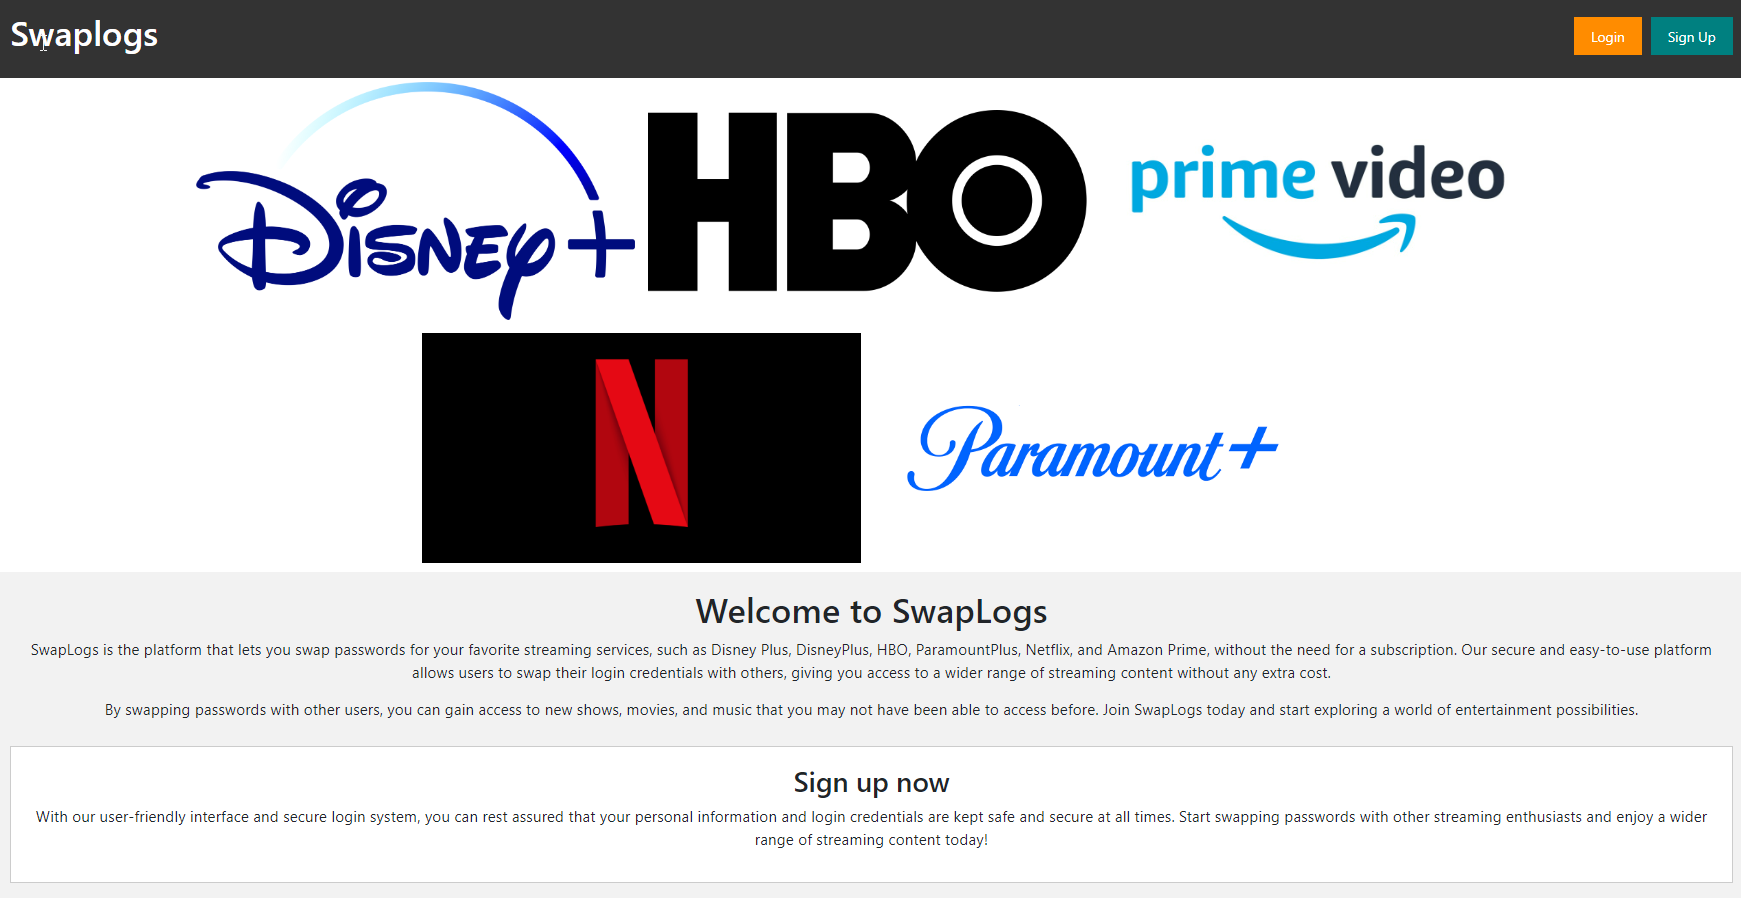 Swaplogs
Login
Sign Up
Disney+
HBO
prime video
N
Paramount+
Welcome to SwapLogs
SwapLogs is the platform that lets you swap passwords for your favorite streaming services, such as Disney Plus, DisneyPlus, HBO, ParamountPlus, Netflix, and Amazon Prime, without the need for a subscription. Our secure and easy-to-use platform
allows users to swap their login credentials with others, giving you access to a wider range of streaming content without any extra cost.
By swapping passwords with other users, you can gain access to new shows, movies, and music that you may not have been able to access before. Join SwapLogs today and start exploring a world of entertainment possibilities.
Sign up now
With our user-friendly interface and secure login system, you can rest assured that your personal information and login credentials are kept safe and secure at all times. Start swapping passwords with other streaming enthusiasts and enjoy a wider
range of streaming content today!